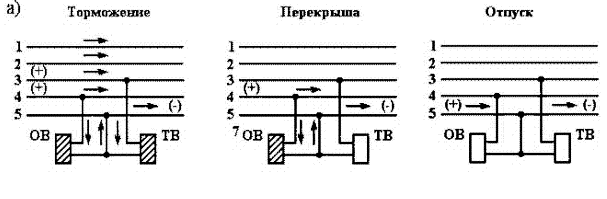 а) Торможение Перекрыша Отпуск
1 1 1
2 2 2
(+)
3 3 3
(+) (+)
4 4 4
(-) (-) (+) (-)
5 5 5
ОВ ТВ 7 ОВ ТВ ОВ ТВ